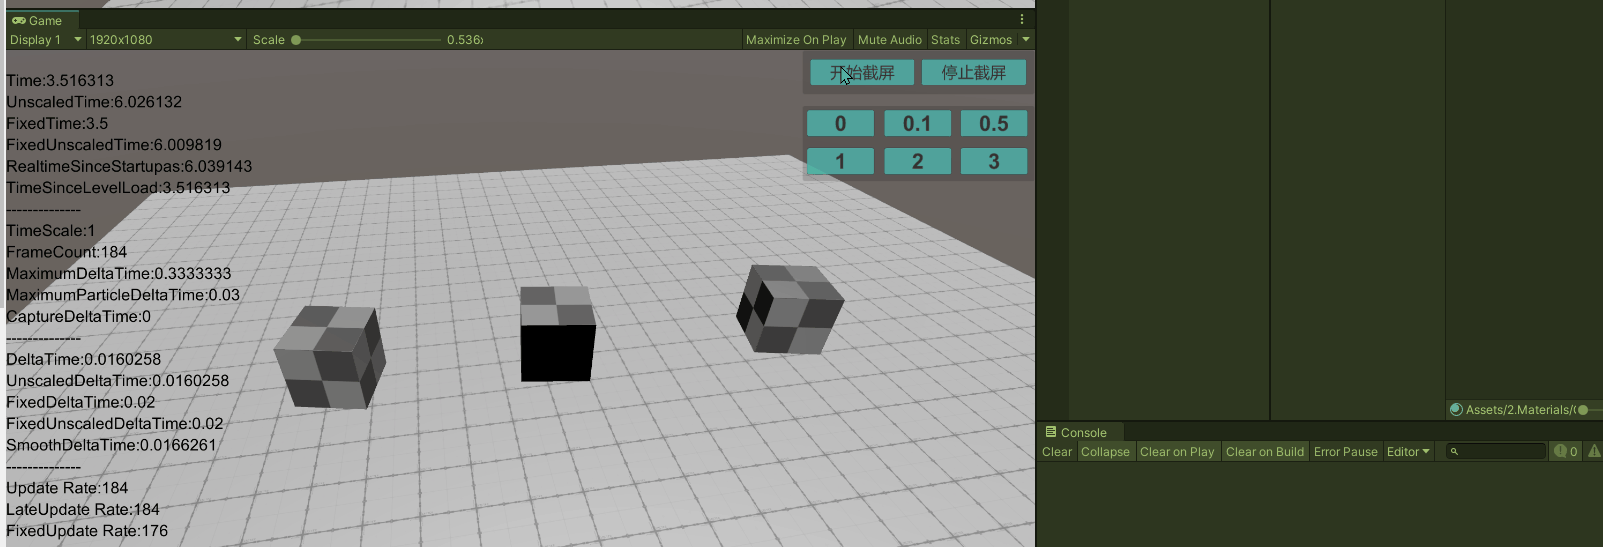 Game
Display 1 1920x1080 Scale 0.536x Maximize On Play Mute Audio Stats Gizmos
开始截屏 停止截屏
0 0.1 0.5
1 2 3
Time:3.516313
UnscaledTime:6.026132
FixedTime:3.5
FixedUnscaledTime:6.009819
RealtimeSinceStartupas:6.039143
TimeSinceLevelLoad:3.516313
--------------
TimeScale:1
FrameCount:184
MaximumDeltaTime:0.3333333
MaximumParticleDeltaTime:0.03
CaptureDeltaTime:0
--------------
DeltaTime:0.0160258
UnscaledDeltaTime:0.0160258
FixedDeltaTime:0.02
FixedUnscaledDeltaTime:0.02
SmoothDeltaTime:0.0166261
--------------
Update Rate:184
LateUpdate Rate:184
FixedUpdate Rate:176
Assets/2.Materials/
Console
Clear Collapse Clear on Play Clear on Build Error Pause Editor 0